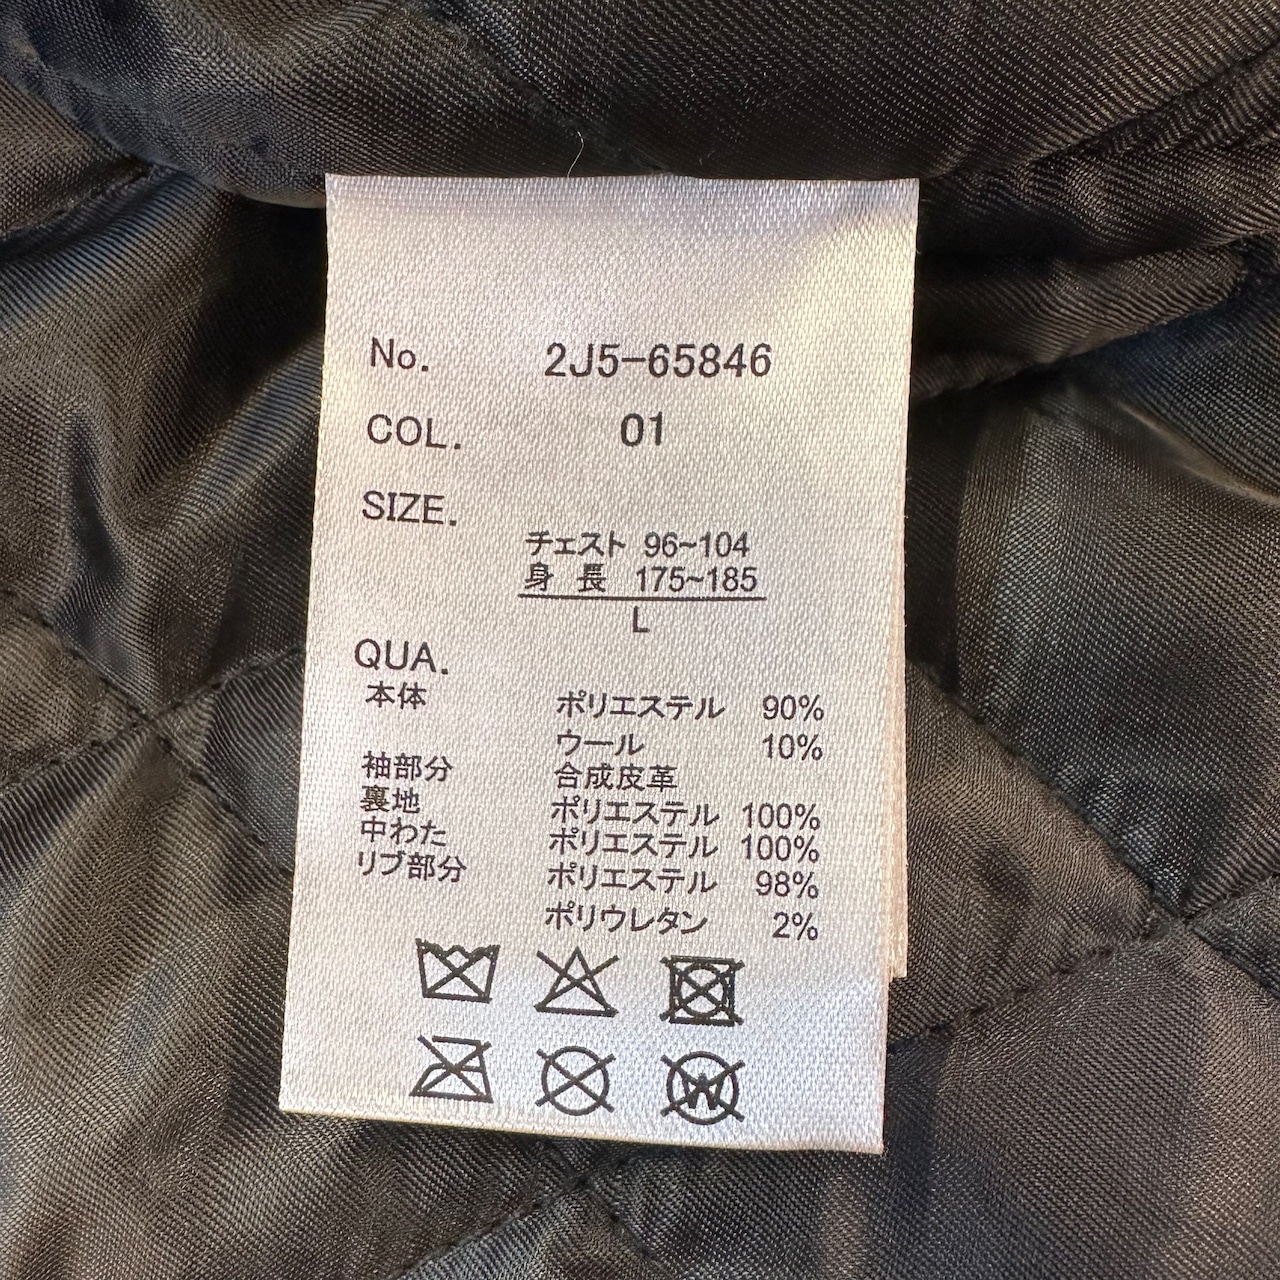 No. 2J5-65846
COL. 01
SIZE.
チェスト 96~104
身 長 175~185
L
QUA.
本体 ポリエステル 90%
ウール 10%
袖部分 合成皮革
裏地 ポリエステル 100%
中わた ポリエステル 100%
リブ部分 ポリエステル 98%
ポリウレタン 2%
W